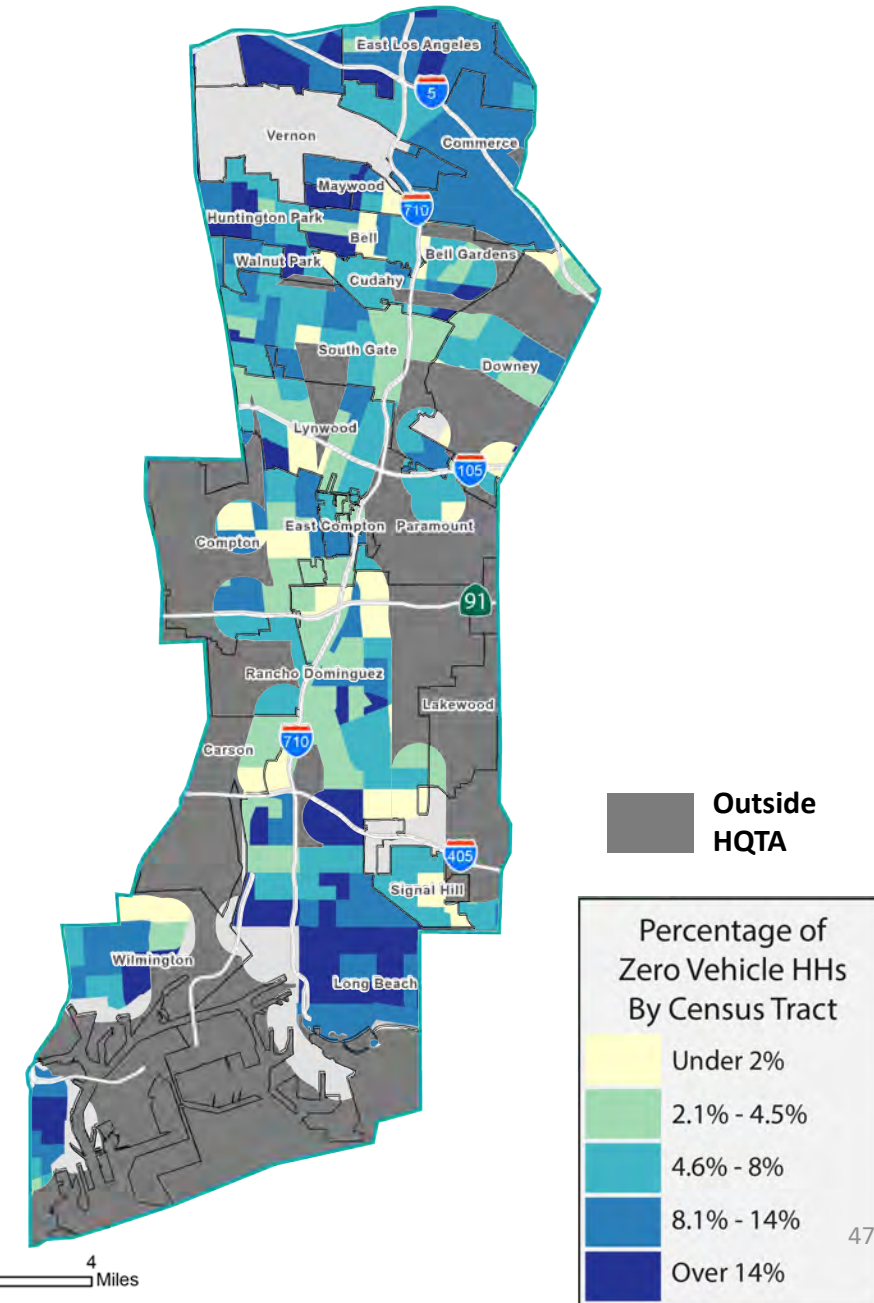 East Los Angeles
5
Vernon
Commerce
Maywood
710
Huntington Park
Bell
Bell Gardens
Walnut Park
Cudahy
South Gate
Downey
Lynwood
105
East Compton
Paramount
Compton
91
Rancho Dominguez
Lakewood
710
Carson
Outside
HQTA
405
Signal Hill
Percentage of
Zero Vehicle HHs
By Census Tract
Wilmington
Long Beach
Under 2%
2.1% - 4.5%
4.6% - 8%
8.1% - 14%
47
Over 14%
4
Miles